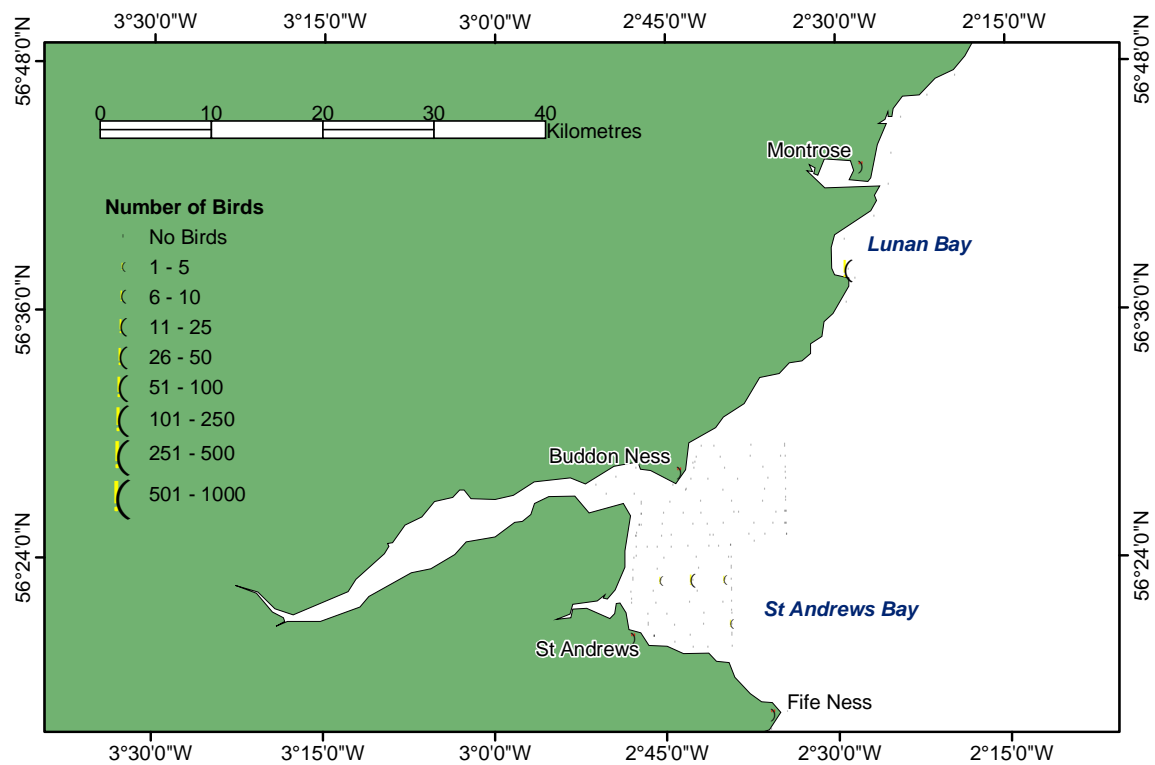 3°30'0"W 3°15'0"W 3°0'0"W 2°45'0"W 2°30'0"W 2°15'0"W
56°48'0"N 56°48'0"N
0 10 20 30 40
Kilometres
Montrose
Number of Birds
No Birds
Lunan Bay
1 - 5
6 - 10
56°36'0"N 56°36'0"N
11 - 25
26 - 50
51 - 100
101 - 250
251 - 500
Buddon Ness
501 - 1000
56°24'0"N 56°24'0"N
St Andrews Bay
St Andrews
Fife Ness
3°30'0"W 3°15'0"W 3°0'0"W 2°45'0"W 2°30'0"W 2°15'0"W